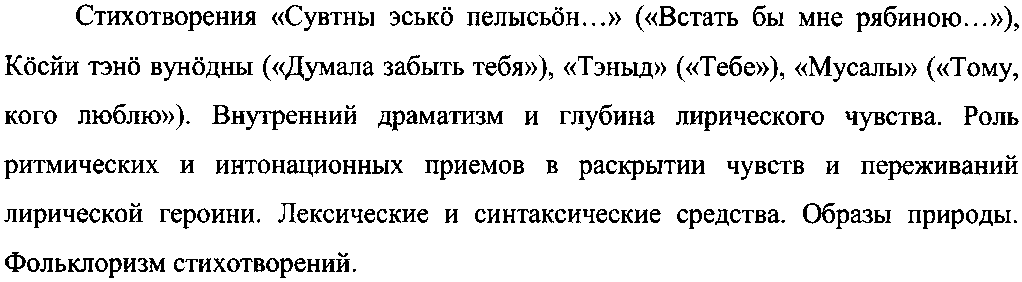 Стихотворения «Сувтны эськӧ пелысьӧн…» («Встать бы мне рябиною…»),
Кӧсйи тэнӧ вунӧдны («Думала забыть тебя»), «Тэныд» («Тебе»), «Мусалы» («Тому,
кого люблю»). Внутренний драматизм и глубина лирического чувства. Роль
ритмических и интонационных приемов в раскрытии чувств и переживаний
лирической героини. Лексические и синтаксические средства. Образы природы.
Фольклоризм стихотворений.